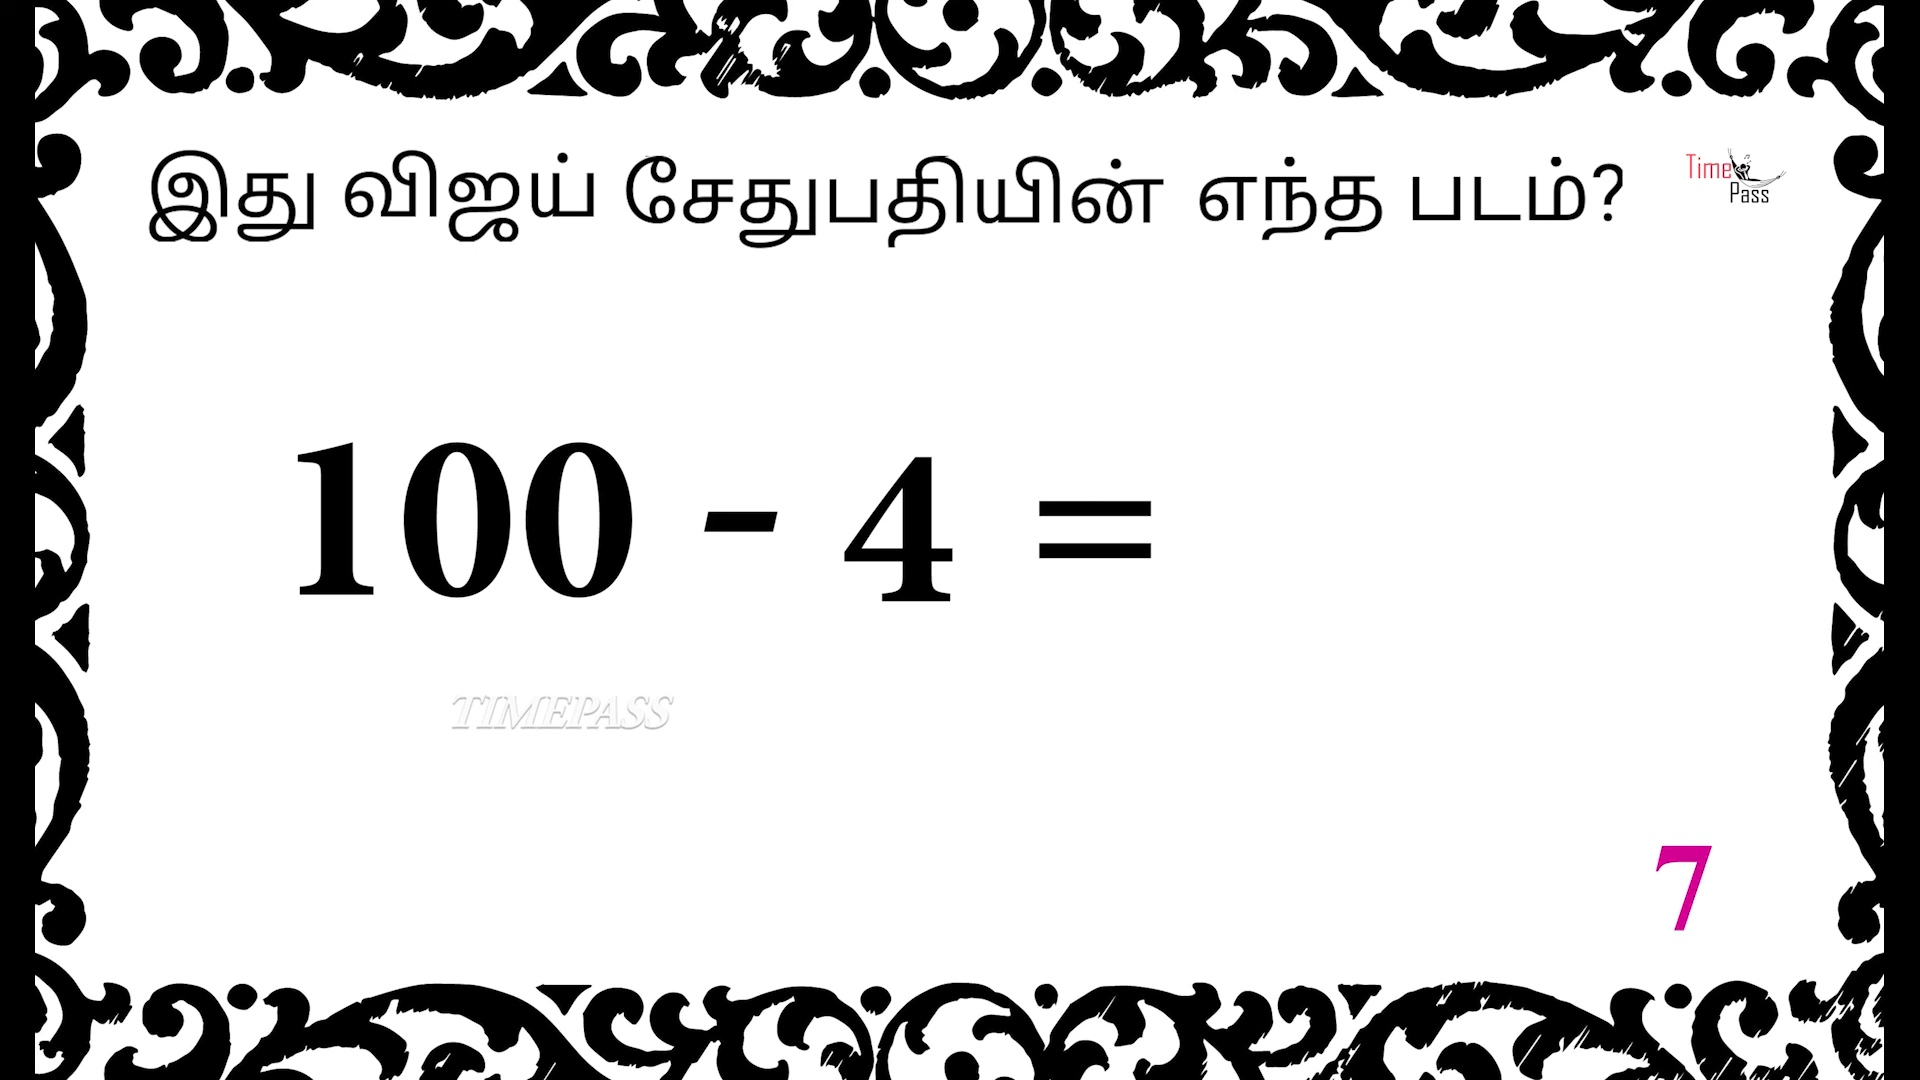 இது விஜய் சேதுபதியின் எந்த படம்?
Time
Pass
100 - 4 =
TIMEPASS
7